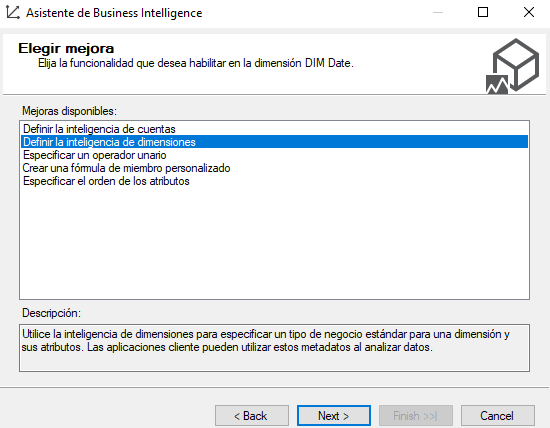 Asistente de Business Intelligence
Elegir mejora
Elija la funcionalidad que desea habilitar en la dimensión DIM Date.
Mejoras disponibles:
Definir la inteligencia de cuentas
Definir la inteligencia de dimensiones
Especificar un operador unario
Crear una fórmula de miembro personalizado
Especificar el orden de los atributos
Descripción:
Utilice la inteligencia de dimensiones para especificar un tipo de negocio estándar para una dimensión y
sus atributos. Las aplicaciones cliente pueden utilizar estos metadatos al analizar datos.
< Back
Next >
Finish >>|
Cancel